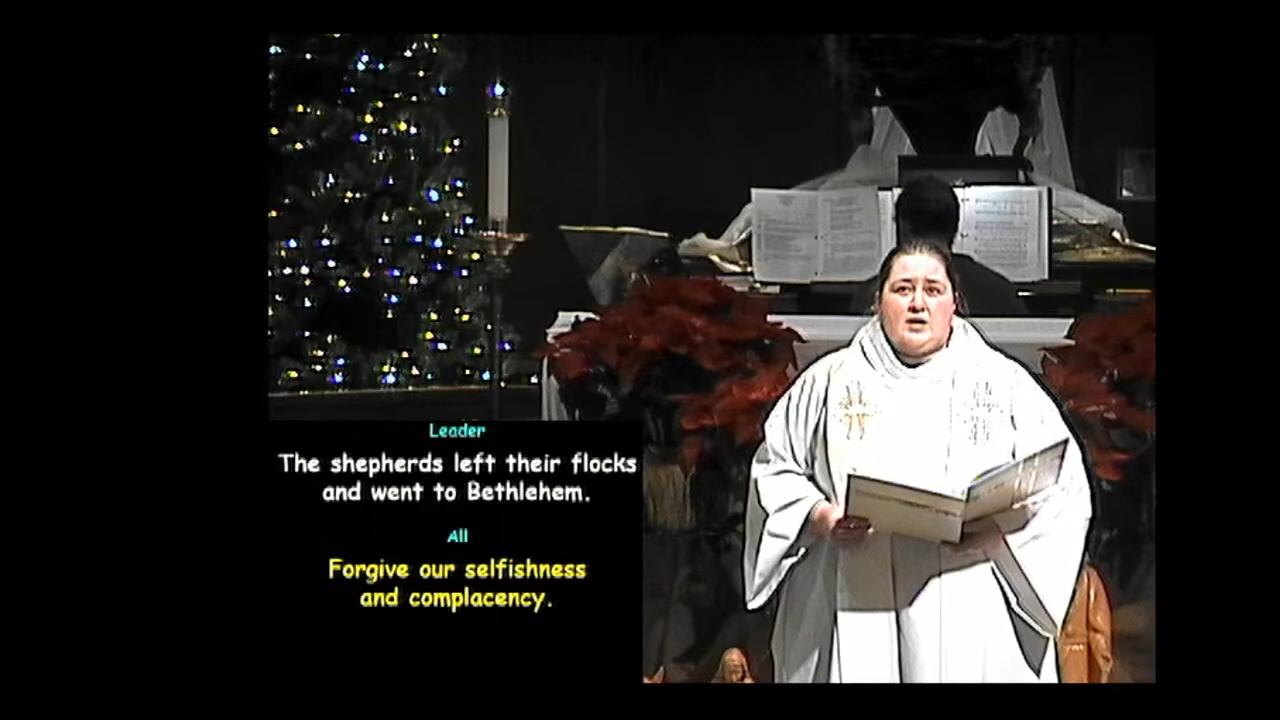 Leader
The shepherds left their flocks
and went to Bethlehem.
All
Forgive our selfishness
and complacency.